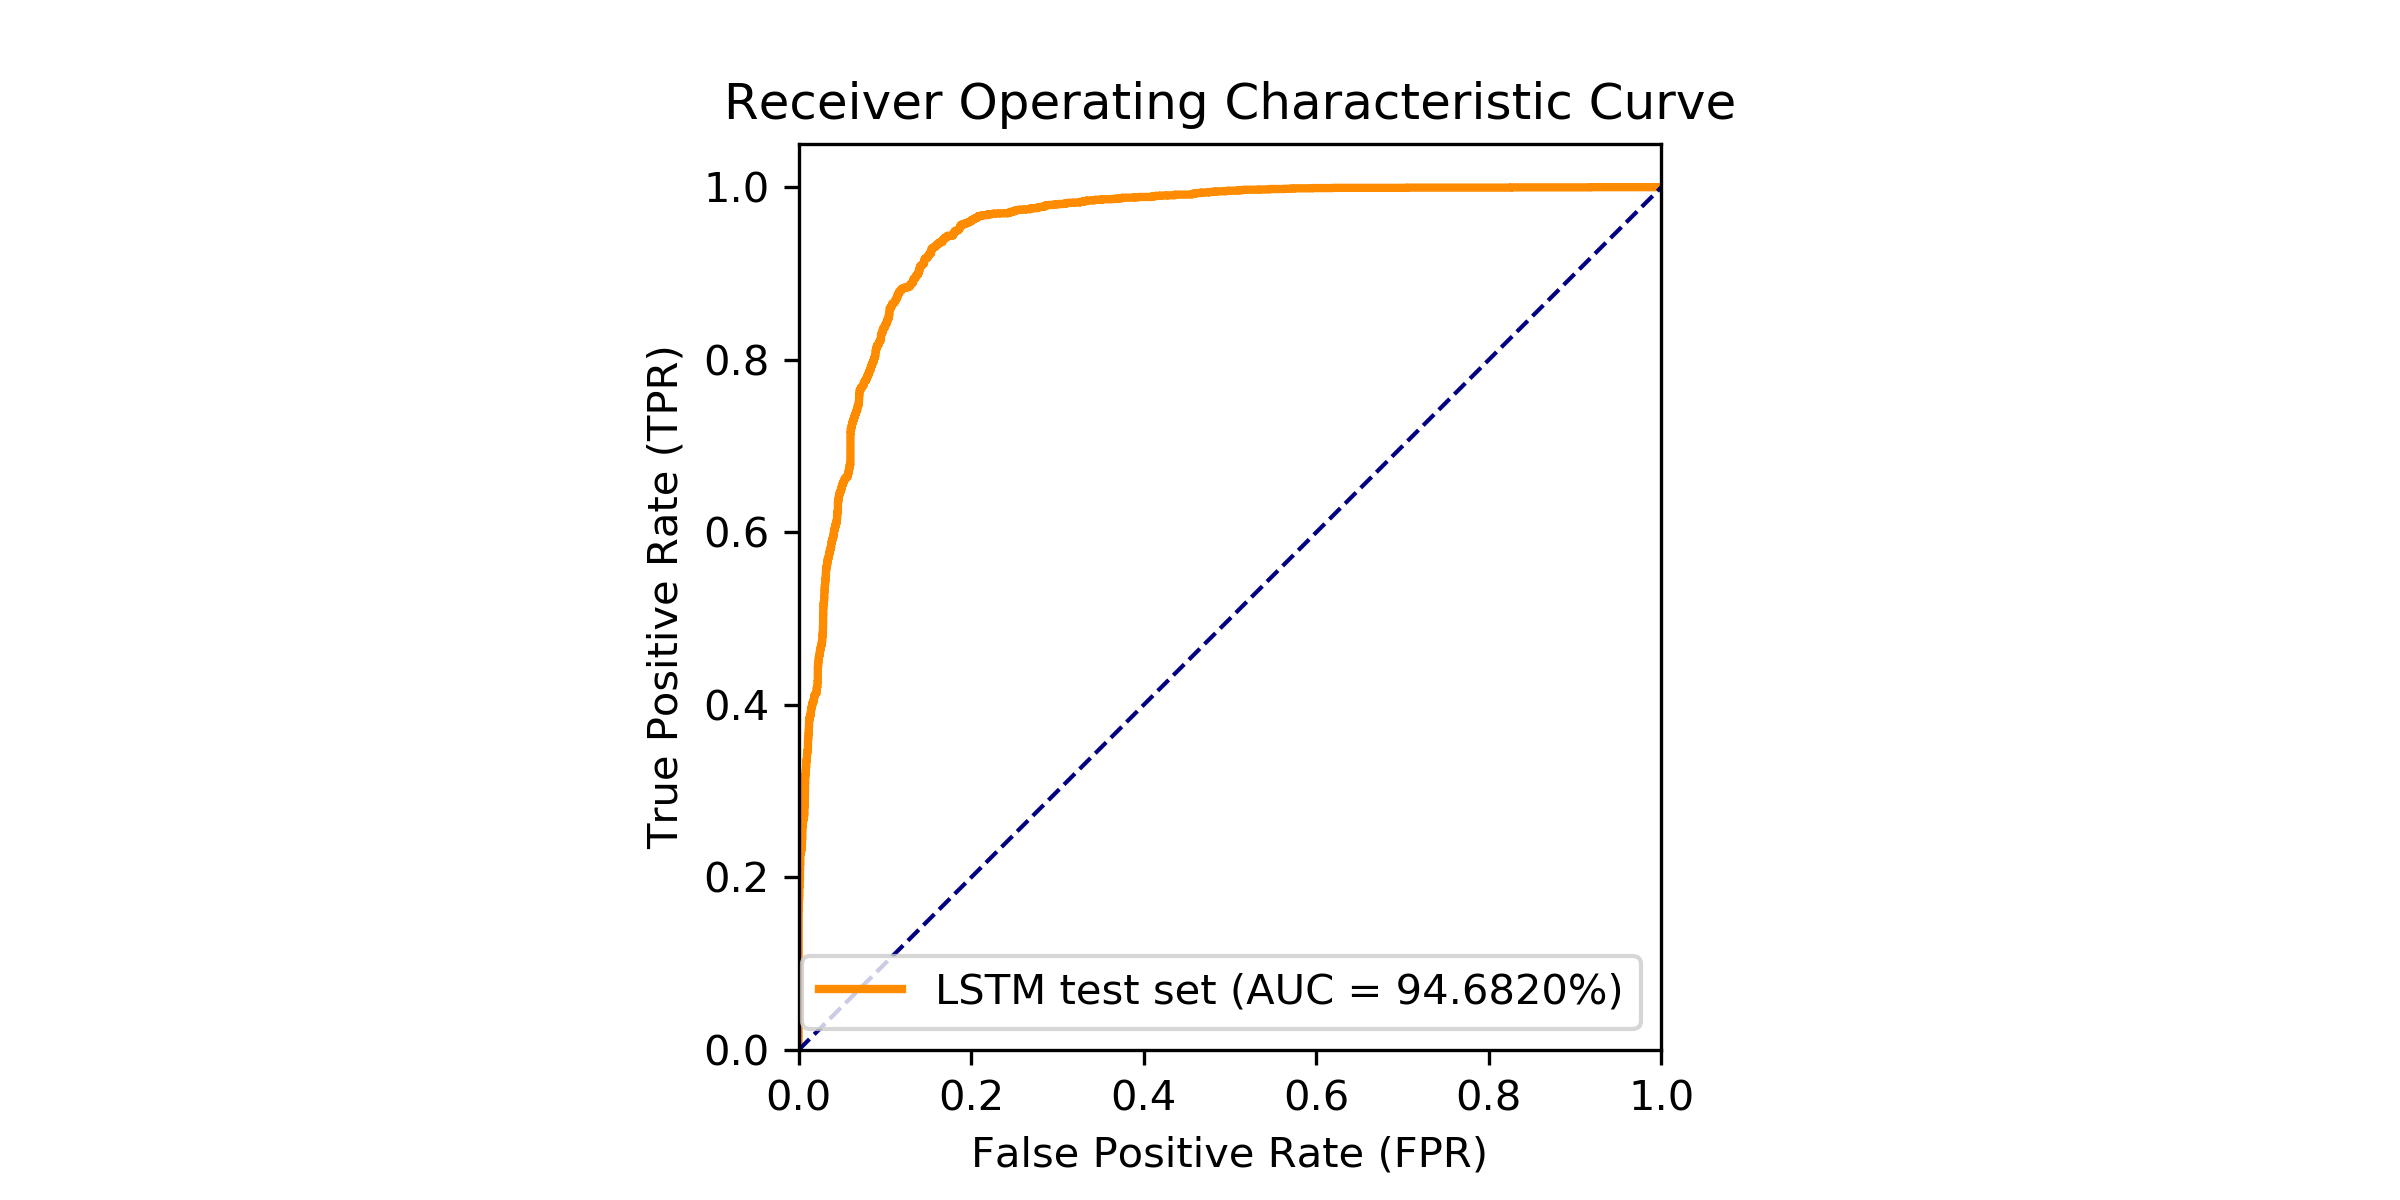 Receiver Operating Characteristic Curve
1.0
0.8
0.6
0.4
0.2
0.0
True Positive Rate (TPR)
LSTM test set (AUC = 94.6820%)
0.0 0.2 0.4 0.6 0.8 1.0
False Positive Rate (FPR)